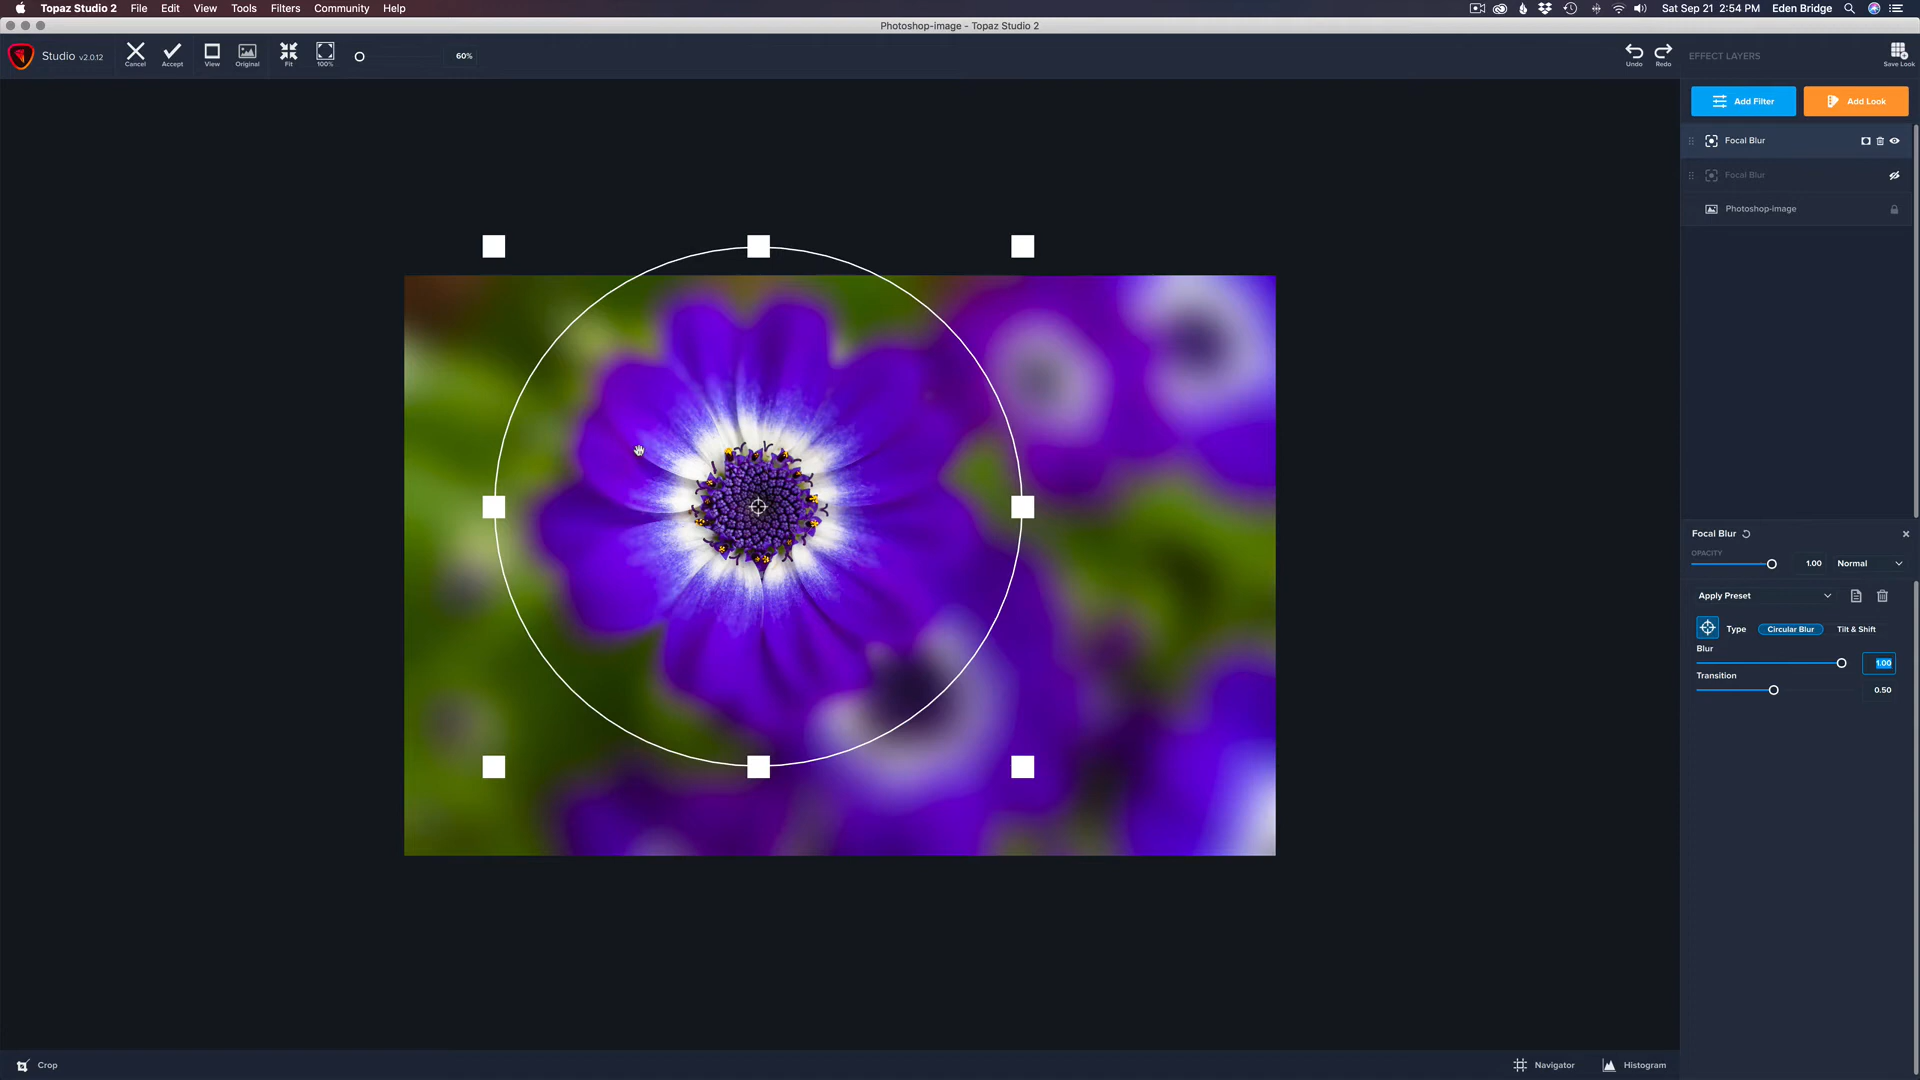 Topaz Studio 2 File Edit View Tools Filters Community Help Sat Sep 21 2:54 PM Eden Bridge
Photoshop-image - Topaz Studio 2
Studio v2.0.12 Cancel Accept View Original Fit 100% 60% Undo Redo EFFECT LAYERS Save Look
Add Filter Add Look
Focal Blur
Focal Blur
Photoshop-image
Focal Blur
OPACITY 1.00 Normal
Apply Preset
Type Circular Blur Tilt & Shift
Blur
1.00
Transition
0.50
Crop Navigator Histogram